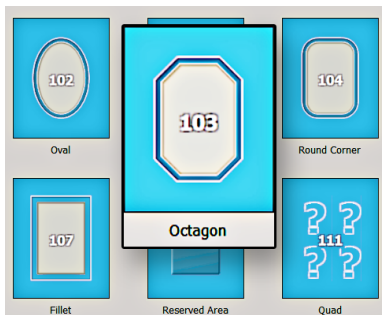 102
103
104
Oval
Octagon
Round Corner
107
? ?
111
? ?
Fillet
Reserved Area
Quad